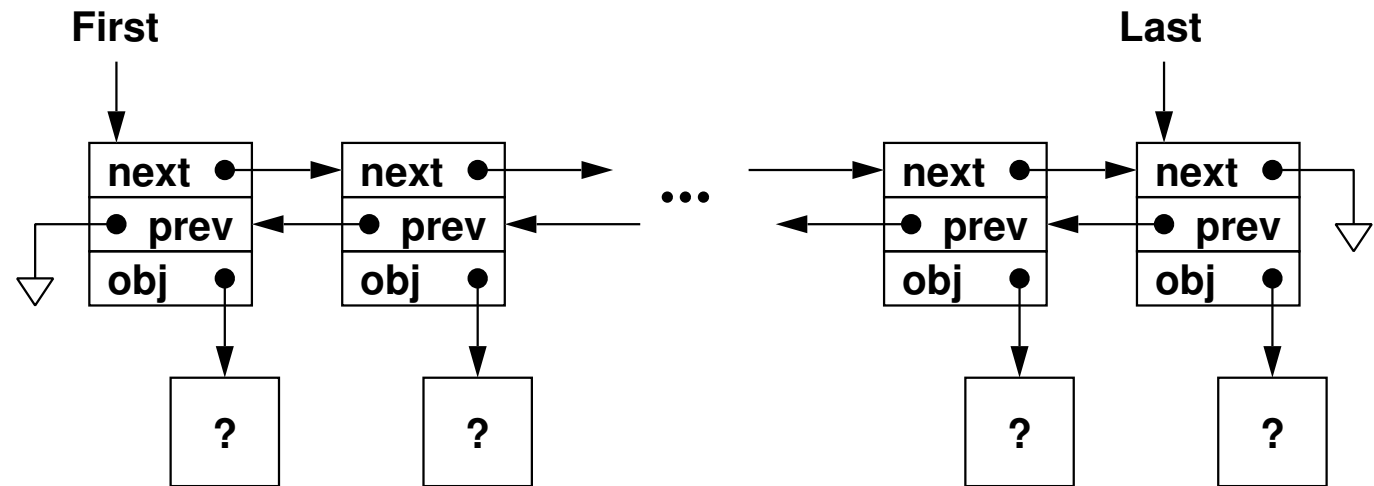 First Last
next next next next
•••
prev prev prev prev
obj obj obj obj
? ? ? ?